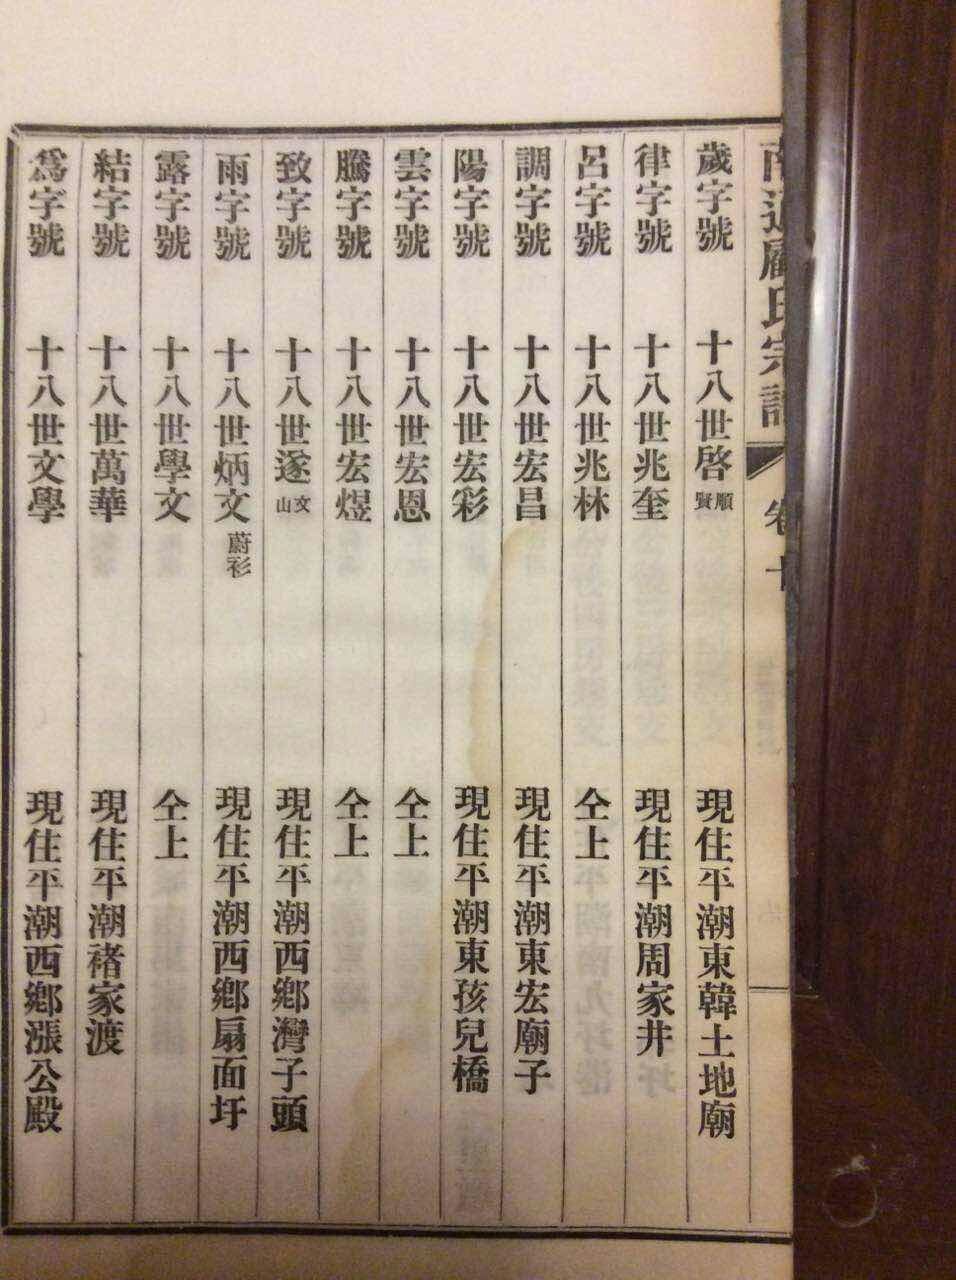 南通顧氏宗譜 卷十
歲字號 十八世啓順賢 現住平潮東韓土地廟
律字號 十八世兆奎 現住平潮周家井
呂字號 十八世兆林 仝上
調字號 十八世宏昌 現住平潮東宏廟子
陽字號 十八世宏彩 現住平潮東孩兒橋
雲字號 十八世宏恩 仝上
騰字號 十八世宏煜 仝上
致字號 十八世遂文山 現住平潮西鄉灣子頭
雨字號 十八世炳文蔚衫 現住平潮西鄉扇面圩
露字號 十八世學文 仝上
結字號 十八世萬華 現住平潮褚家渡
爲字號 十八世文學 現住平潮西鄉漲公殿